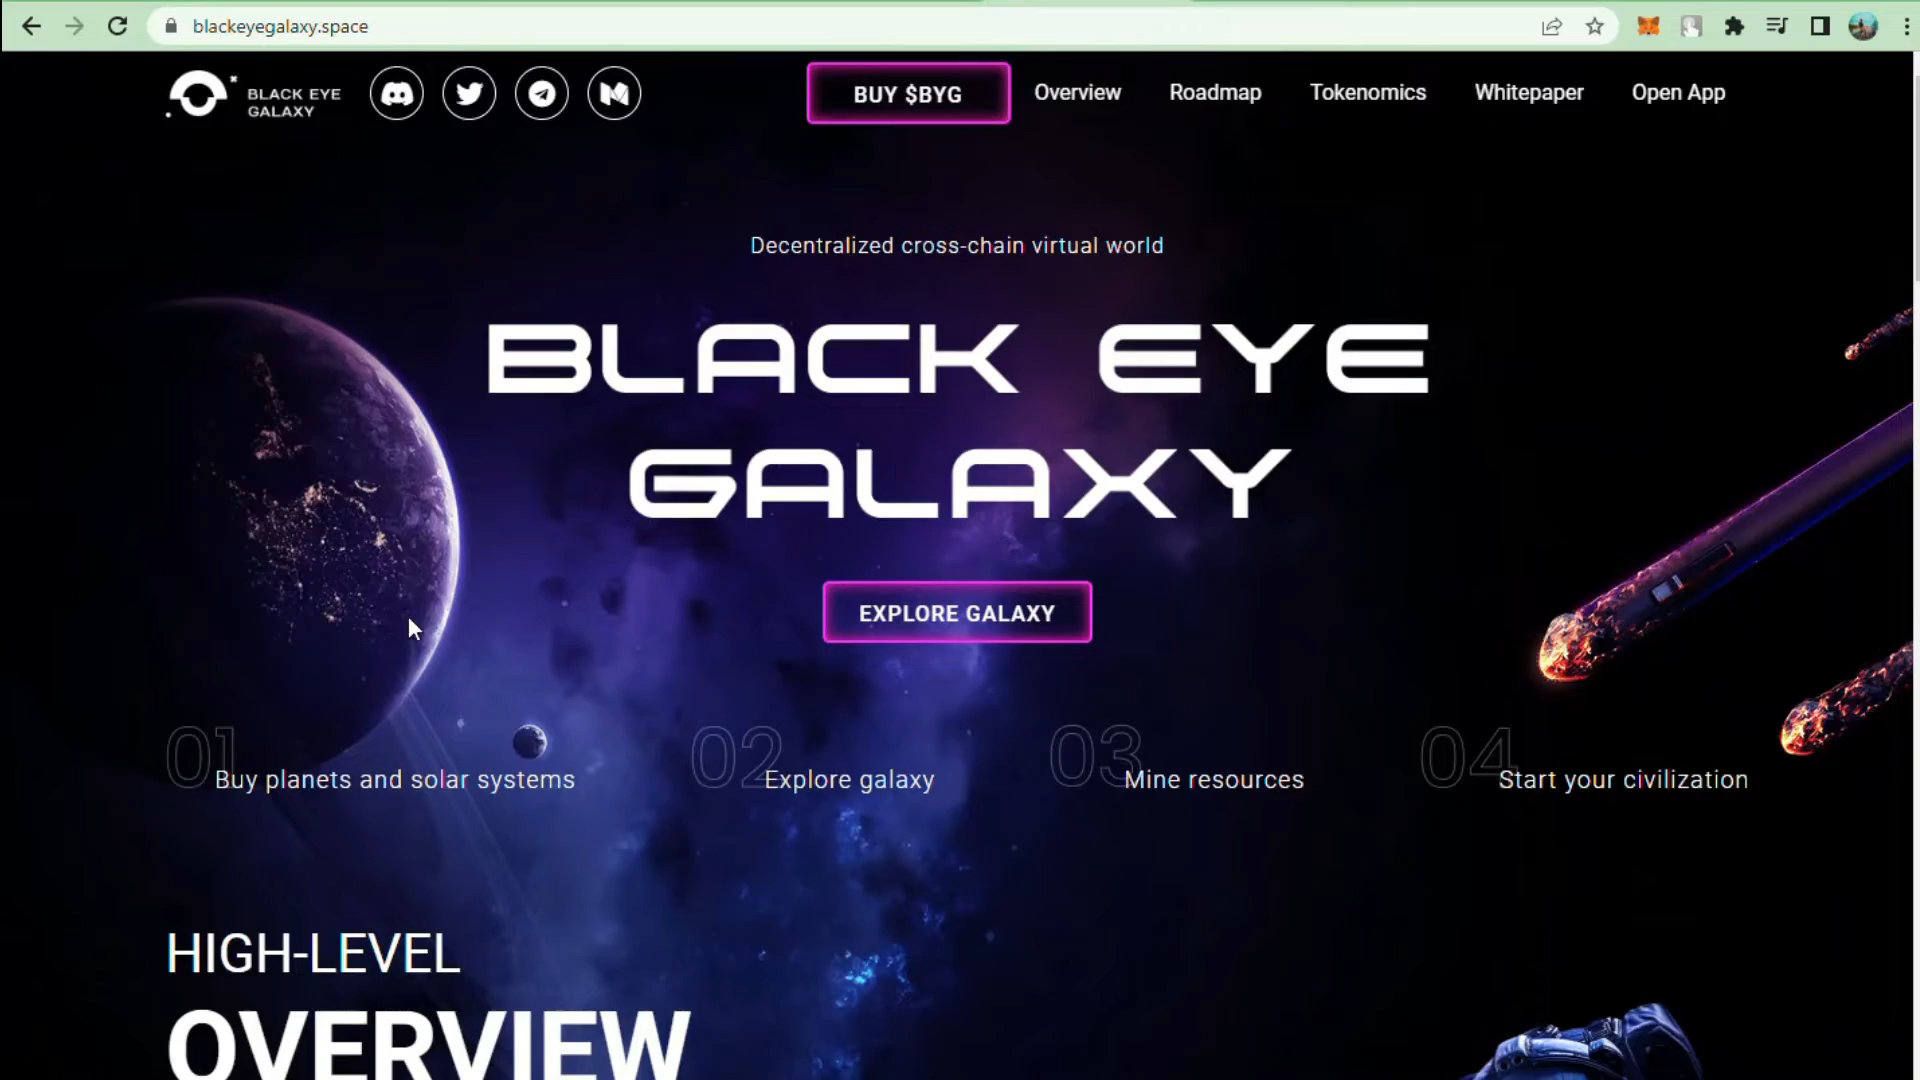 blackeyegalaxy.space
BLACK EYE
GALAXY
BUY $BYG
Overview
Roadmap
Tokenomics
Whitepaper
Open App
Decentralized cross-chain virtual world
BLACK EYE
GALAXY
EXPLORE GALAXY
01
Buy planets and solar systems
02
Explore galaxy
03
Mine resources
04
Start your civilization
HIGH-LEVEL
OVERVIEW